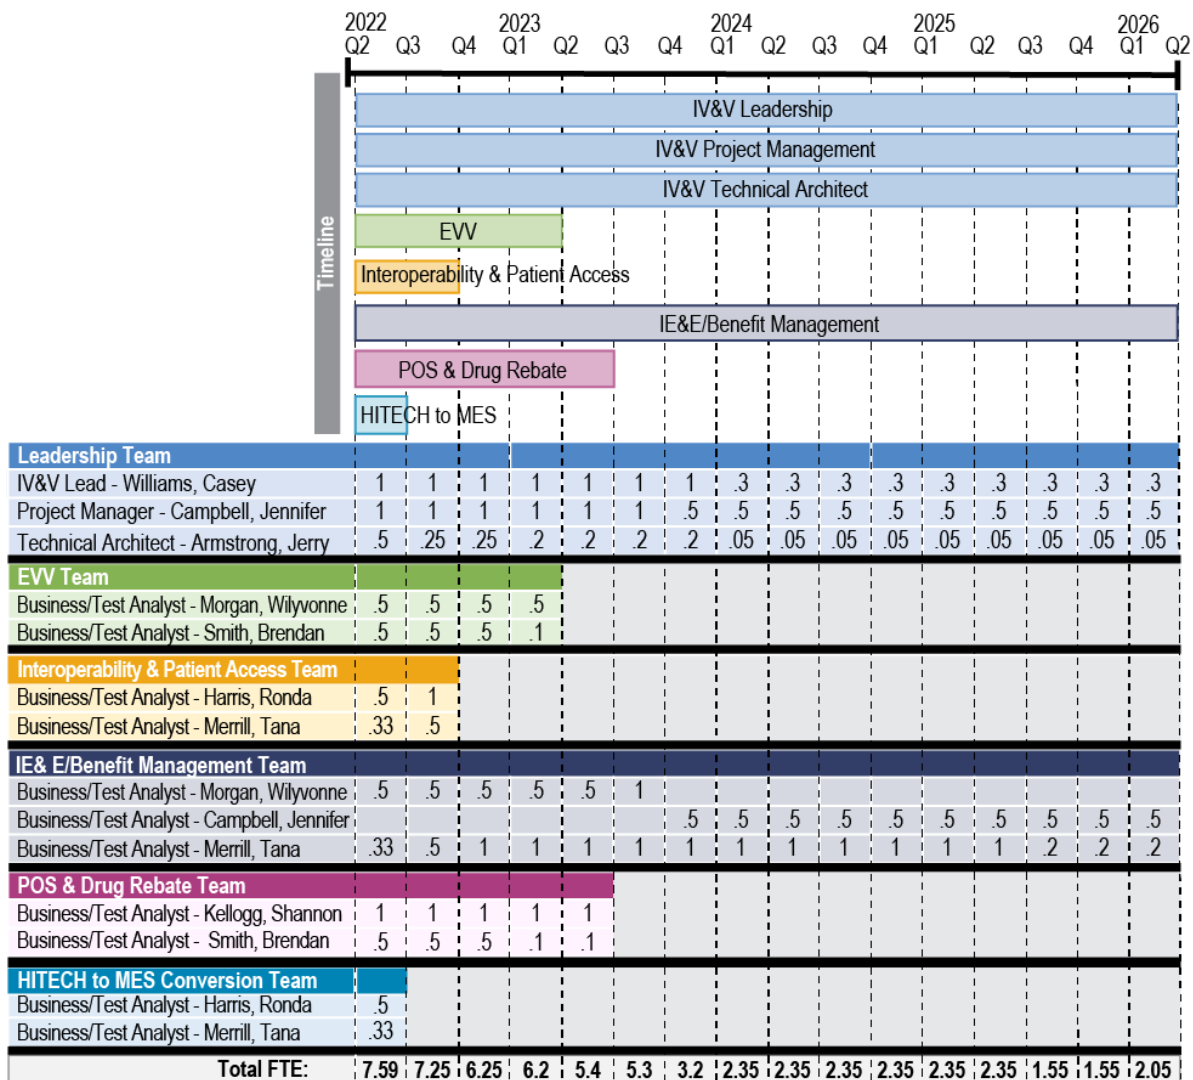 2022 2023 2024 2025 2026
Q2 Q3 Q4 Q1 Q2 Q3 Q4 Q1 Q2 Q3 Q4 Q1 Q2 Q3 Q4 Q1 Q2
Timeline
IV&V Leadership
IV&V Project Management
IV&V Technical Architect
EVV
Interoperability & Patient Access
IE&E/Benefit Management
POS & Drug Rebate
HITECH to MES
Leadership Team
IV&V Lead - Williams, Casey 1 1 1 1 1 1 1 .3 .3 .3 .3 .3 .3 .3 .3 .3
Project Manager - Campbell, Jennifer 1 1 1 1 1 1 .5 .5 .5 .5 .5 .5 .5 .5 .5 .5
Technical Architect - Armstrong, Jerry .5 .25 .25 .2 .2 .2 .2 .05 .05 .05 .05 .05 .05 .05 .05 .05
EVV Team
Business/Test Analyst - Morgan, Wilyvonne .5 .5 .5 .5
Business/Test Analyst - Smith, Brendan .5 .5 .5 .1
Interoperability & Patient Access Team
Business/Test Analyst - Harris, Ronda .5 1
Business/Test Analyst - Merrill, Tana .33 .5
IE& E/Benefit Management Team
Business/Test Analyst - Morgan, Wilyvonne .5 .5 .5 .5 .5 1
Business/Test Analyst - Campbell, Jennifer .5 .5 .5 .5 .5 .5 .5 .5 .5 .5
Business/Test Analyst - Merrill, Tana .33 .5 1 1 1 1 1 1 1 1 1 1 1 .2 .2 .2
POS & Drug Rebate Team
Business/Test Analyst - Kellogg, Shannon 1 1 1 1 1
Business/Test Analyst - Smith, Brendan .5 .5 .5 .1 .1
HITECH to MES Conversion Team
Business/Test Analyst - Harris, Ronda .5
Business/Test Analyst - Merrill, Tana .33
Total FTE: 7.59 7.25 6.25 6.2 5.4 5.3 3.2 2.35 2.35 2.35 2.35 2.35 2.35 1.55 1.55 2.05